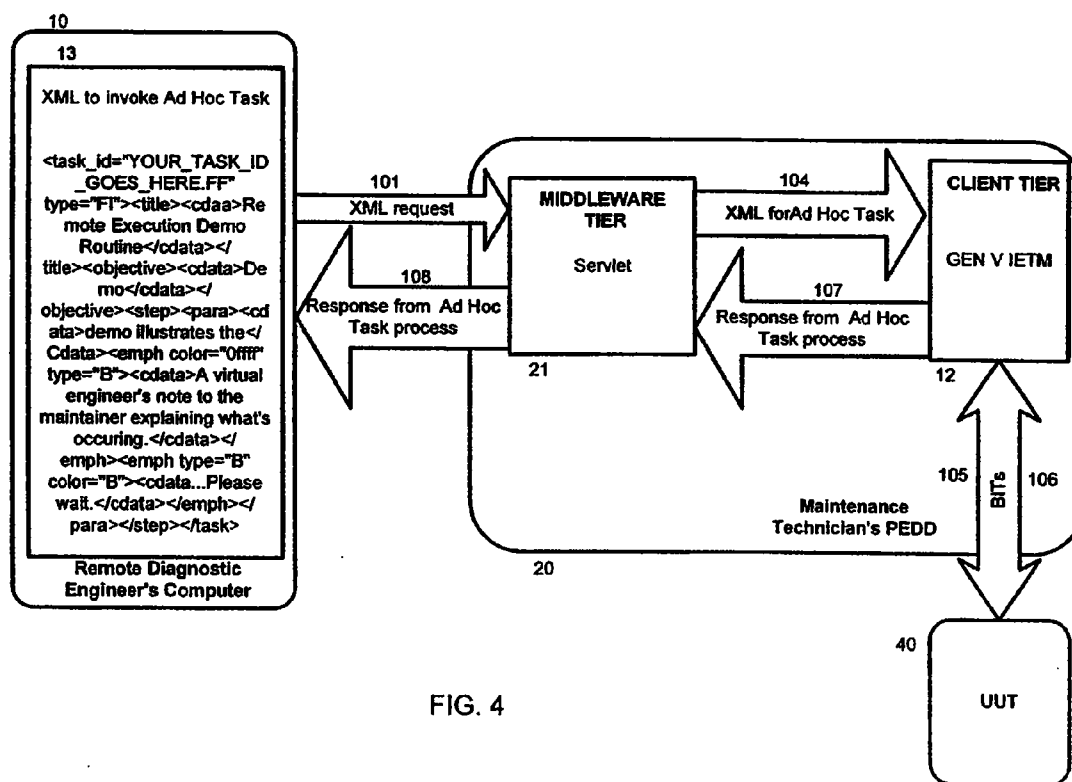 10
13
XML to invoke Ad Hoc Task
<task_id="YOUR_TASK_ID
_GOES_HERE.FF"
type="FI"><title><cdaa>Re
mote Execution Demo
Routine</cdata></
title><objective><cdata>De
mo</cdata></
objective><step><para><cd
ata>demo illustrates the</
Cdata><emph color="0ffff"
type="B"><cdata>A virtual
engineer's note to the
maintainer explaining what's
occuring.</cdata></
emph><emph type="B"
color="B"><cdata...Please
wait.</cdata></emph></
para></step></task>
Remote Diagnostic
Engineer's Computer
101
XML request
108
Response from Ad Hoc
Task process
MIDDLEWARE
TIER
Servlet
21
104
XML forAd Hoc Task
107
Response from Ad Hoc
Task process
CLIENT TIER
GEN V IETM
12
105
BITs
106
Maintenance
Technician's PEDD
20
40
UUT
FIG. 4